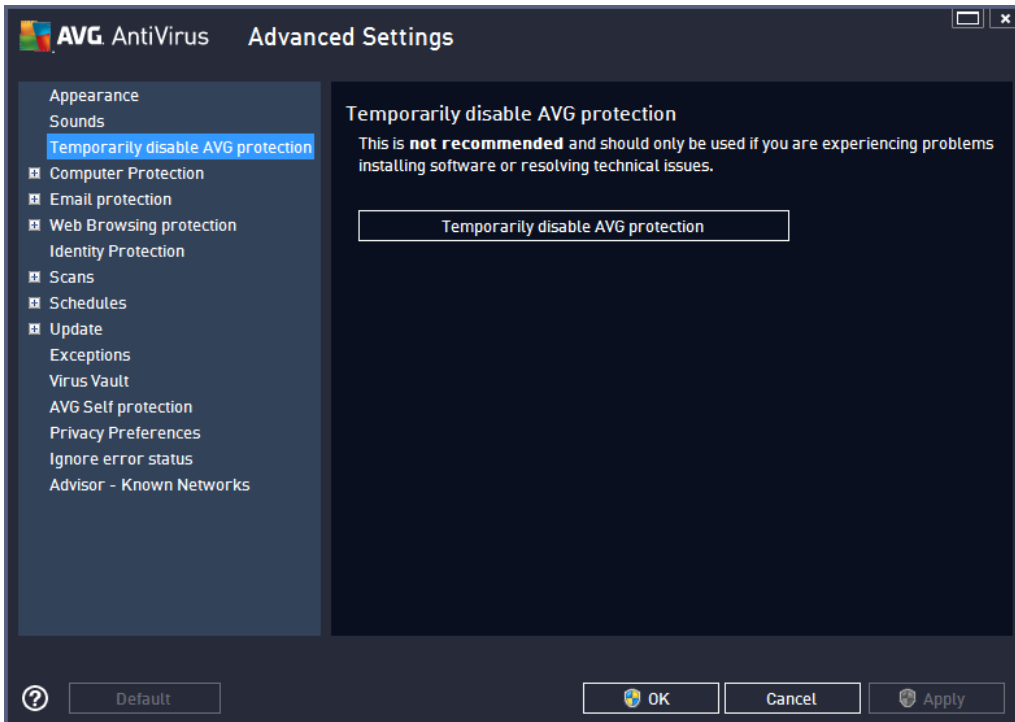 AVG. AntiVirus Advanced Settings
Appearance
Sounds
Temporarily disable AVG protection
Computer Protection
Email protection
Web Browsing protection
Identity Protection
Scans
Schedules
Update
Exceptions
Virus Vault
AVG Self protection
Privacy Preferences
Ignore error status
Advisor - Known Networks
Temporarily disable AVG protection
This is not recommended and should only be used if you are experiencing problems
installing software or resolving technical issues.
Temporarily disable AVG protection
? Default OK Cancel Apply